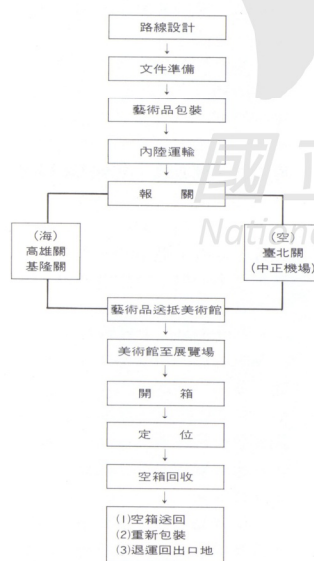 路線設計
文件準備
藝術品包裝
內陸運輸
報 關
(海)
高雄關
基隆關
(空)
臺北關
(中正機場)
藝術品送抵美術館
美術館至展覽場
開 箱
定 位
空箱回收
(1)空箱送回
(2)重新包裝
(3)退運回出口地
國立
Nationa